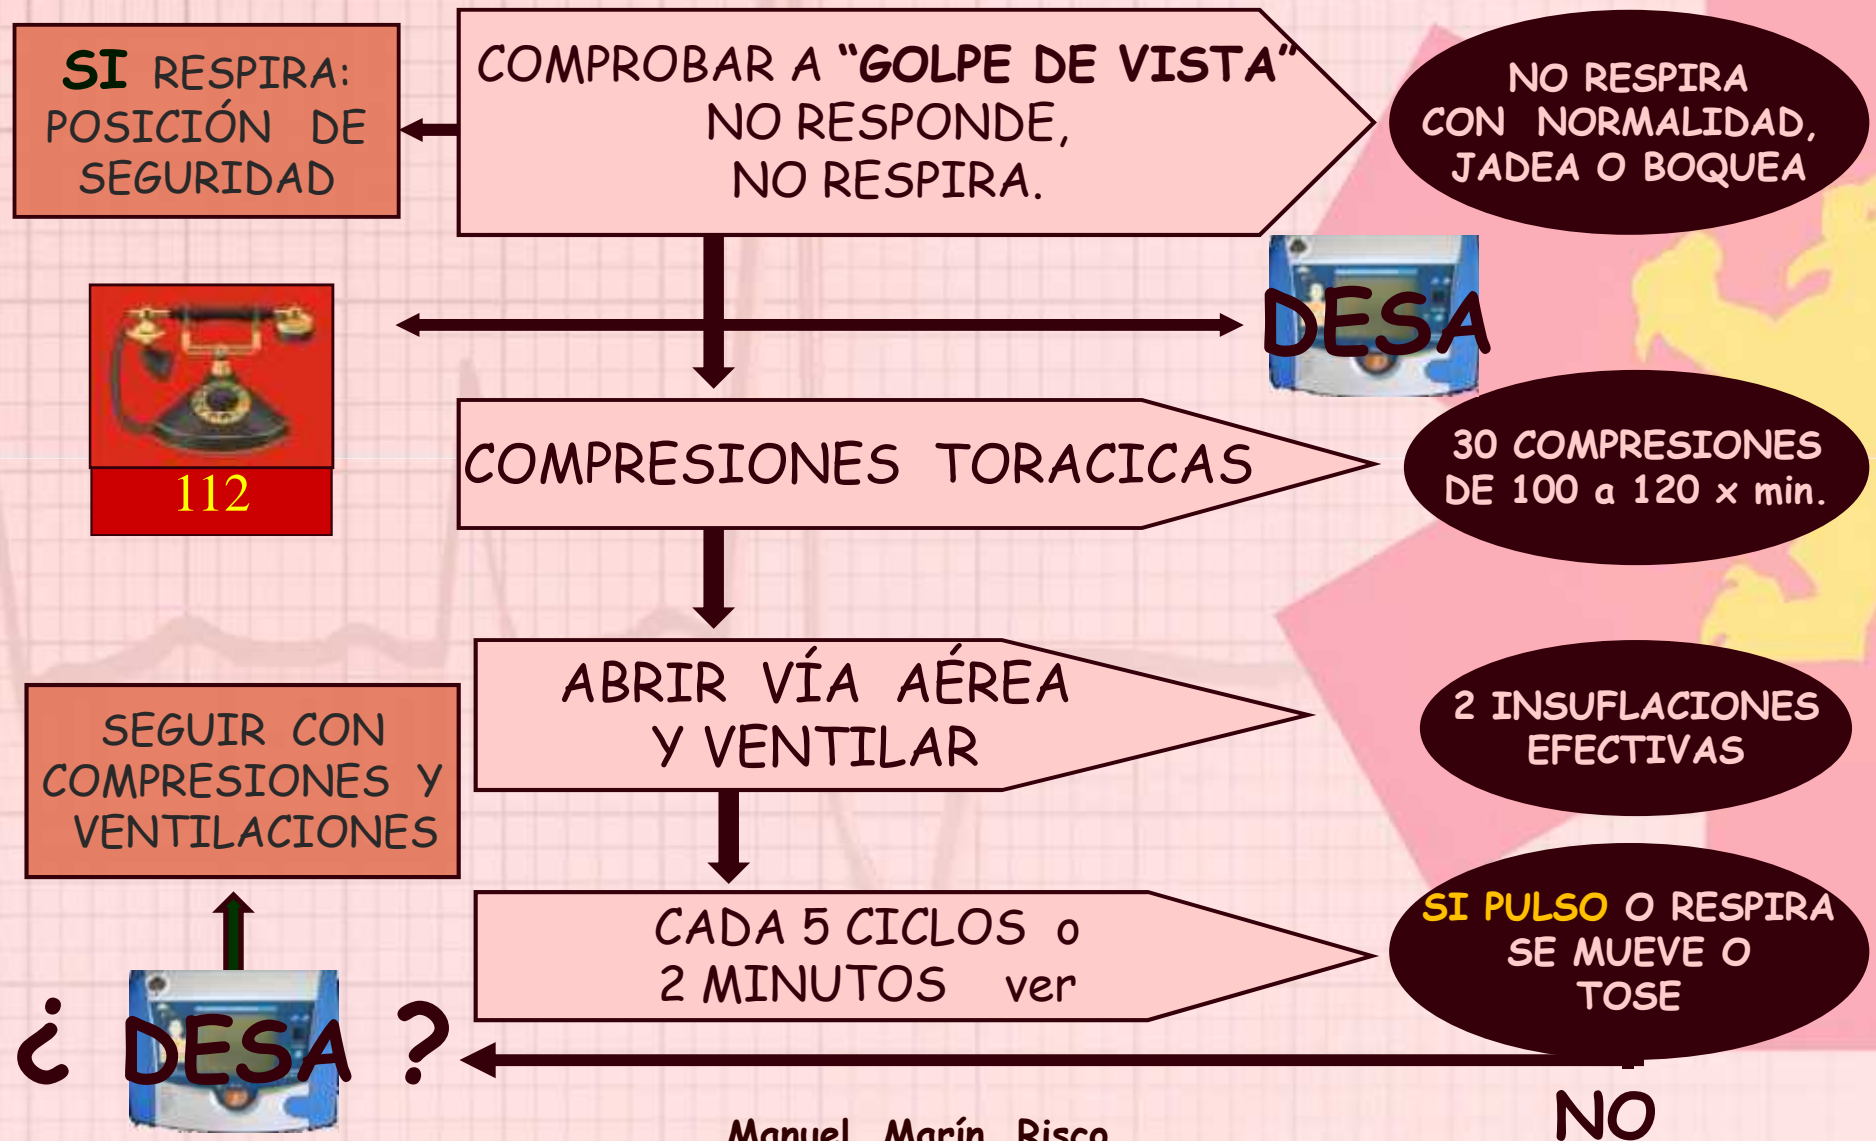 SI RESPIRA:
POSICIÓN DE
SEGURIDAD
COMPROBAR A “GOLPE DE VISTA”
NO RESPONDE,
NO RESPIRA.
NO RESPIRA
CON NORMALIDAD,
JADEA O BOQUEA
112
DESA
COMPRESIONES TORACICAS
30 COMPRESIONES
DE 100 a 120 x min.
ABRIR VÍA AÉREA
Y VENTILAR
2 INSUFLACIONES
EFECTIVAS
SEGUIR CON
COMPRESIONES Y
VENTILACIONES
CADA 5 CICLOS o
2 MINUTOS ver
SI PULSO O RESPIRA
SE MUEVE O
TOSE
¿ DESA ?
NO
Manuel Marín Risco